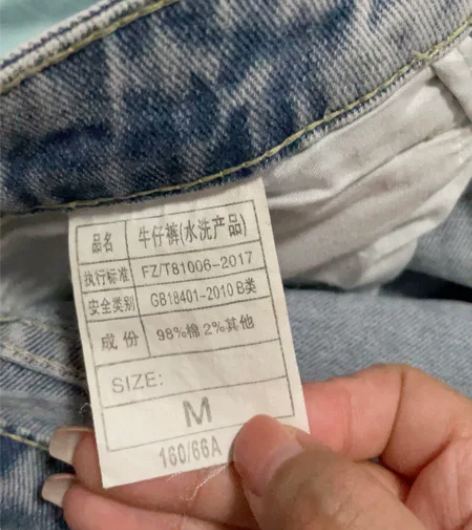 品名 牛仔裤(水洗产品)
执行标准 FZ/T81006-2017
安全类别 GB18401-2010 B类
成份 98%棉 2%其他
SIZE:
M
160/66A